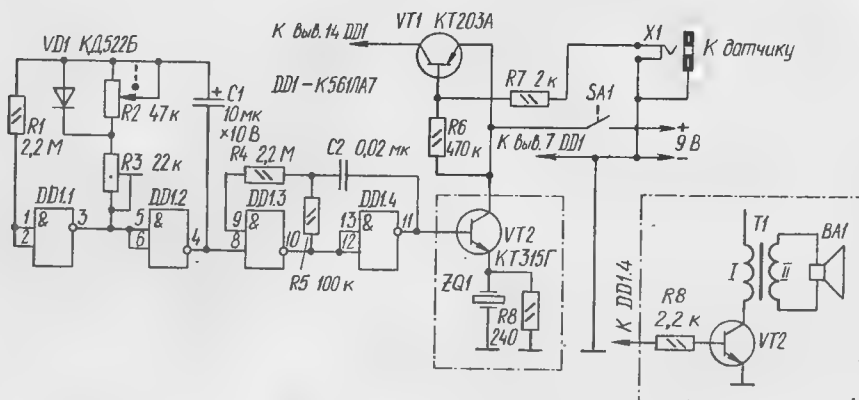 К выв.14 DD1
VT1 КТ203А
X1
К датчику
VD1 КД522Б
DD1-К561ЛА7
R7 2к
SA1
R1
2,2 М
R2 47к
+
C1
10 мк
×10 В
R6
470 к
К выв.7 DD1
+
9 В
-
R3 22к
R4 2,2 М
C2 0,02 мк
DD1.1
DD1.2
DD1.3
DD1.4
1
2
&
3
5
6
&
4
9
8
&
10
13
12
&
11
R5 100 к
VT2
КТ315Г
ZQ1
R8
240
К DD1.4
R8
2,2 к
T1
I
II
BA1
VT2